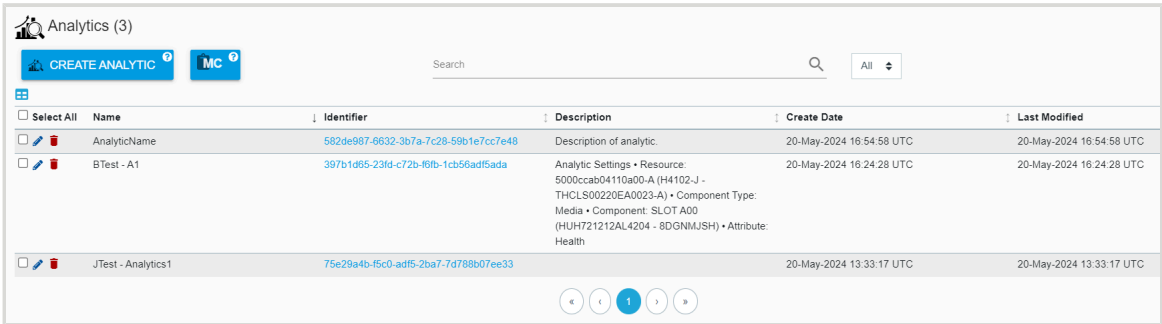 Analytics (3)
CREATE ANALYTIC ?
MC ?
Search
All
Select All Name ↓ Identifier Description Create Date Last Modified
AnalyticName 582de987-6632-3b7a-7c28-59b1e7cc7e48 Description of analytic. 20-May-2024 16:54:58 UTC 20-May-2024 16:54:58 UTC
BTest - A1 397b1d65-23fd-c72b-f6fb-1cb56adf5ada Analytic Settings • Resource: 20-May-2024 16:24:28 UTC 20-May-2024 16:24:28 UTC
5000ccab04110a00-A (H4102-J -
THCLS00220EA0023-A) • Component Type:
Media • Component: SLOT A00
(HUH721212AL4204 - 8DGNMJSH) • Attribute:
Health
JTest - Analytics1 75e29a4b-f5c0-adf5-2ba7-7d788b07ee33 20-May-2024 13:33:17 UTC 20-May-2024 13:33:17 UTC
« ‹ 1 › »